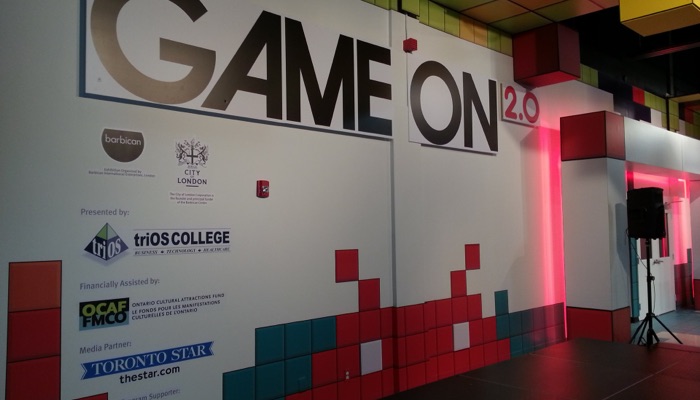 GAME ON 2.0
barbican
CITY
OF
LONDON
Presented by:
triOS
triOS COLLEGE
BUSINESS • TECHNOLOGY • HEALTHCARE
Financially Assisted by:
OCAF
FMCO
ONTARIO CULTURAL ATTRACTIONS FUND
LE FONDS POUR LES MANIFESTATIONS
CULTURELLES DE L'ONTARIO
Media Partner:
TORONTO STAR
thestar.com
Supporter: